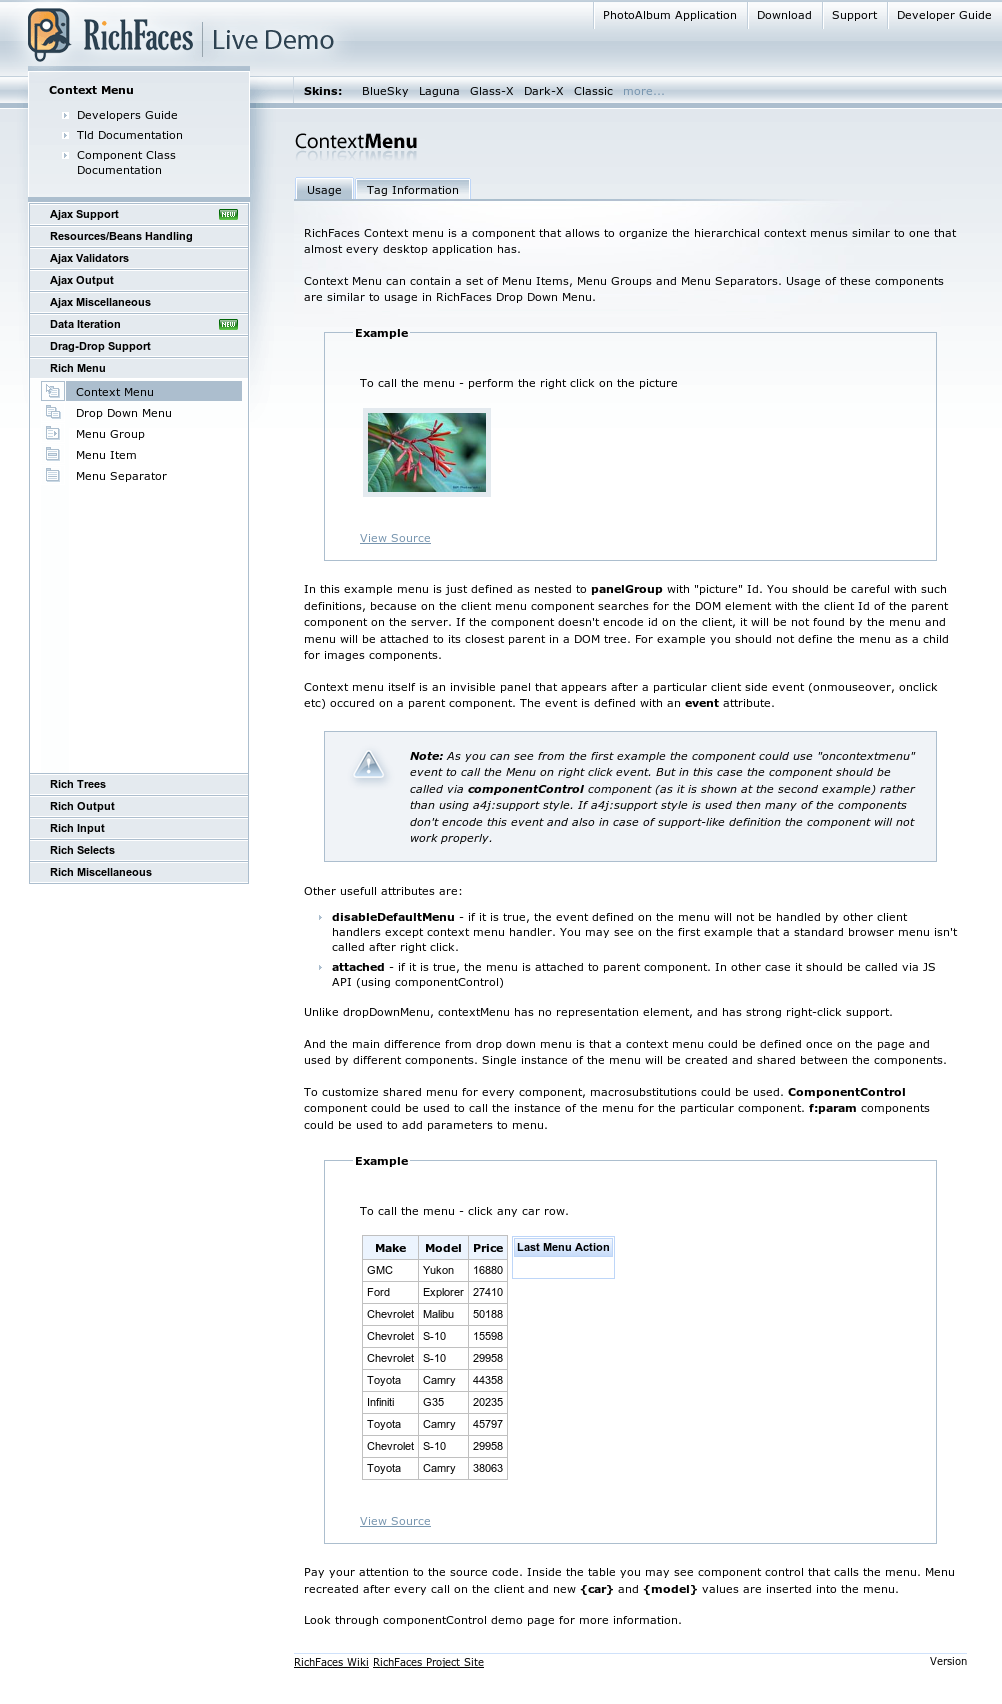 PhotoAlbum Application Download Support Developer Guide
RichFaces Live Demo
Context Menu
Developers Guide
Tld Documentation
Component Class
Documentation
Skins: BlueSky Laguna Glass-X Dark-X Classic more...
Ajax Support NEW
Resources/Beans Handling
Ajax Validators
Ajax Output
Ajax Miscellaneous
Data Iteration NEW
Drag-Drop Support
Rich Menu
Context Menu
Drop Down Menu
Menu Group
Menu Item
Menu Separator
Rich Trees
Rich Output
Rich Input
Rich Selects
Rich Miscellaneous
ContextMenu
Usage Tag Information
RichFaces Context menu is a component that allows to organize the hierarchical context menus similar to one that
almost every desktop application has.
Context Menu can contain a set of Menu Items, Menu Groups and Menu Separators. Usage of these components
are similar to usage in RichFaces Drop Down Menu.
Example
To call the menu - perform the right click on the picture
View Source
In this example menu is just defined as nested to panelGroup with "picture" Id. You should be careful with such
definitions, because on the client menu component searches for the DOM element with the client Id of the parent
component on the server. If the component doesn't encode id on the client, it will be not found by the menu and
menu will be attached to its closest parent in a DOM tree. For example you should not define the menu as a child
for images components.
Context menu itself is an invisible panel that appears after a particular client side event (onmouseover, onclick
etc) occured on a parent component. The event is defined with an event attribute.
Note: As you can see from the first example the component could use "oncontextmenu"
event to call the Menu on right click event. But in this case the component should be
called via componentControl component (as it is shown at the second example) rather
than using a4j:support style. If a4j:support style is used then many of the components
don't encode this event and also in case of support-like definition the component will not
work properly.
Other usefull attributes are:
disableDefaultMenu - if it is true, the event defined on the menu will not be handled by other client
handlers except context menu handler. You may see on the first example that a standard browser menu isn't
called after right click.
attached - if it is true, the menu is attached to parent component. In other case it should be called via JS
API (using componentControl)
Unlike dropDownMenu, contextMenu has no representation element, and has strong right-click support.
And the main difference from drop down menu is that a context menu could be defined once on the page and
used by different components. Single instance of the menu will be created and shared between the components.
To customize shared menu for every component, macrosubstitutions could be used. ComponentControl
component could be used to call the instance of the menu for the particular component. f:param components
could be used to add parameters to menu.
Example
To call the menu - click any car row.
Make Model Price Last Menu Action
GMC Yukon 16880
Ford Explorer 27410
Chevrolet Malibu 50188
Chevrolet S-10 15598
Chevrolet S-10 29958
Toyota Camry 44358
Infiniti G35 20235
Toyota Camry 45797
Chevrolet S-10 29958
Toyota Camry 38063
View Source
Pay your attention to the source code. Inside the table you may see component control that calls the menu. Menu
recreated after every call on the client and new {car} and {model} values are inserted into the menu.
Look through componentControl demo page for more information.
RichFaces Wiki RichFaces Project Site Version